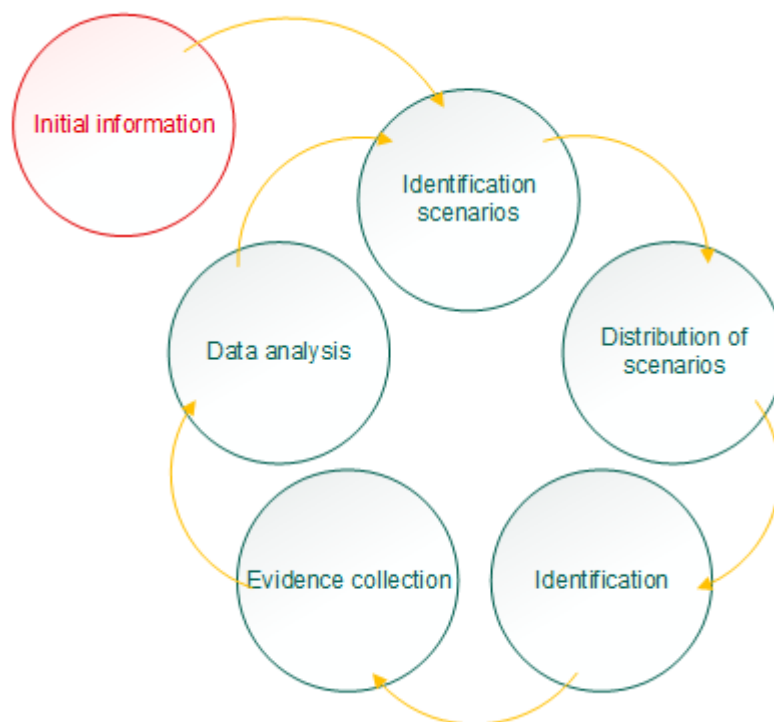 Initial information
Identification
scenarios
Distribution of
scenarios
Identification
Evidence collection
Data analysis